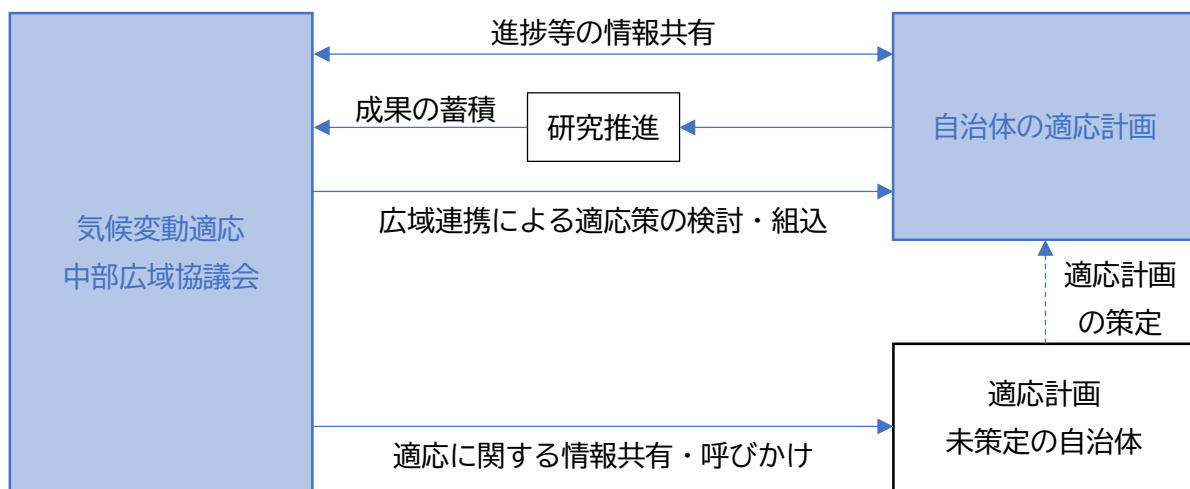 進捗等の情報共有
成果の蓄積
研究推進
自治体の適応計画
広域連携による適応策の検討・組込
気候変動適応
中部広域協議会
適応計画
の策定
適応計画
未策定の自治体
適応に関する情報共有・呼びかけ